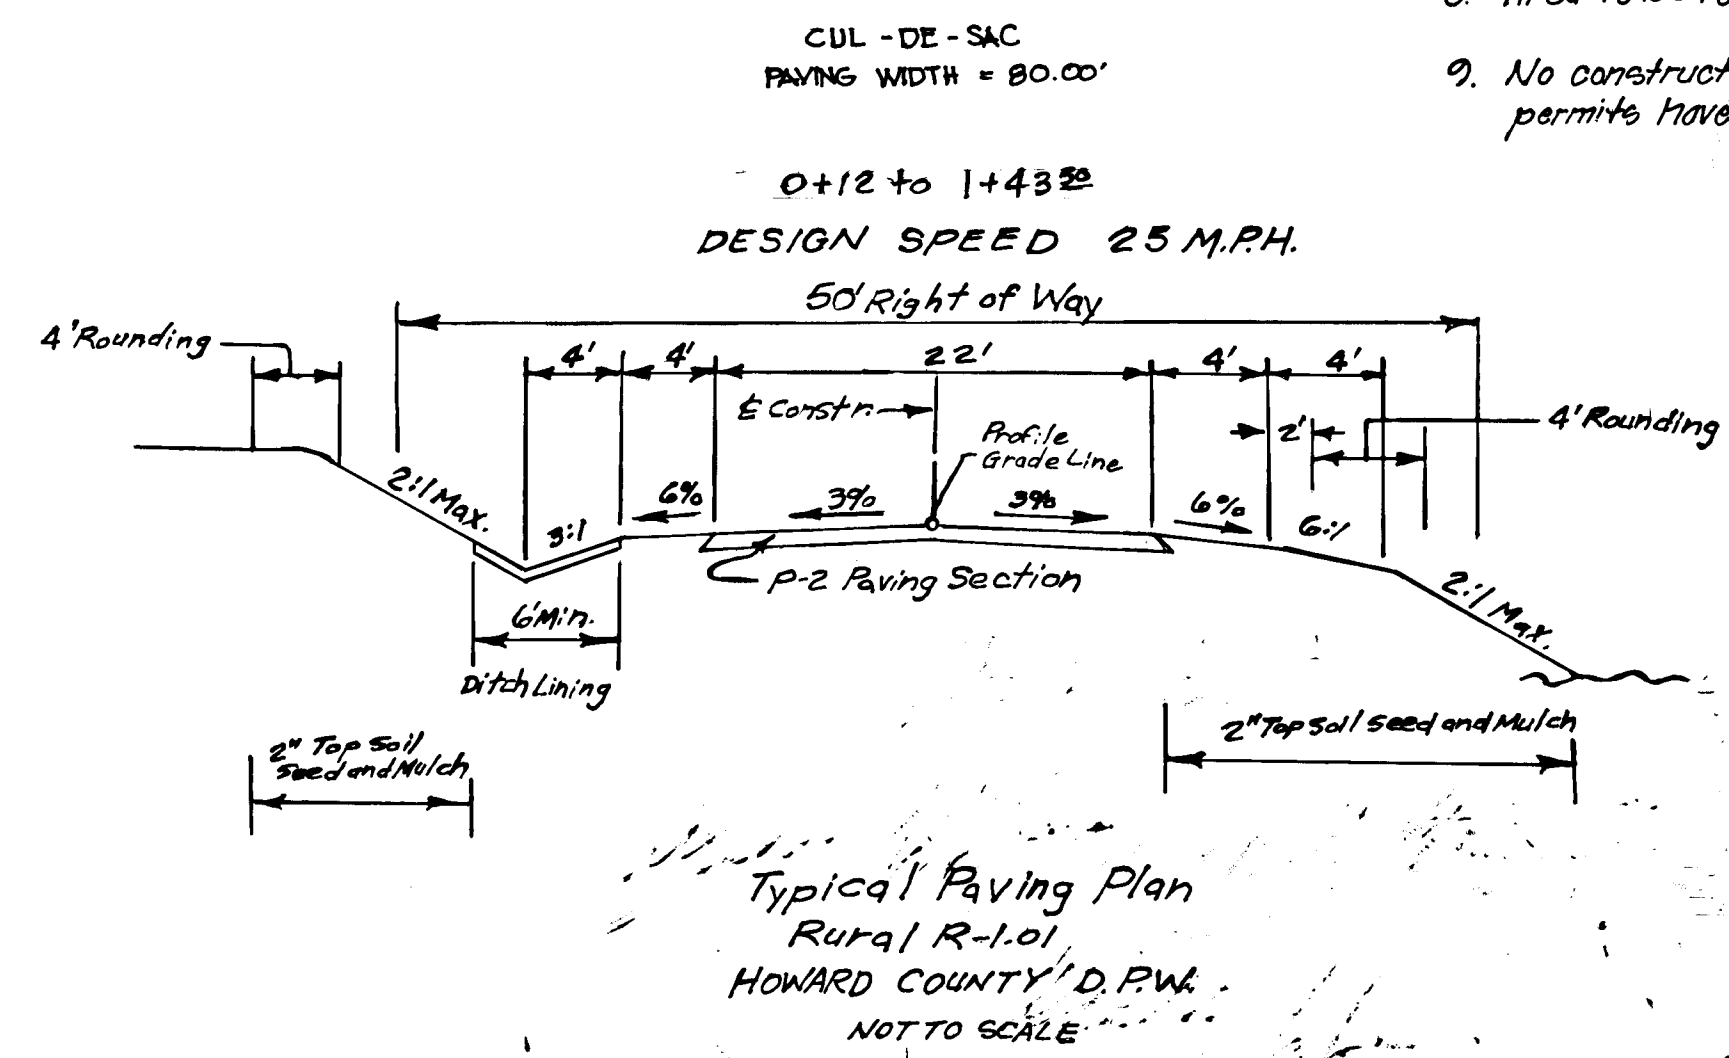 CUL-DE-SAC
PAVING WIDTH = 80.00'
9. No construct
permits have
0+12 to 1+43 50
DESIGN SPEED 25 M.P.H.
50' Right of Way
4' Rounding
4'
4'
22'
4'
4'
℄ Constr.
2'
4' Rounding
Profile
Grade Line
2:1 Max.
6%
3%
3%
6%
3:1
6:1
P-2 Paving Section
2:1 Max.
6' Min.
Ditch Lining
2" Top Soil
Seed and Mulch
2" Top Soil Seed and Mulch
Typical Paving Plan
Rural R-1.01
HOWARD COUNTY D.P.W.
NOT TO SCALE